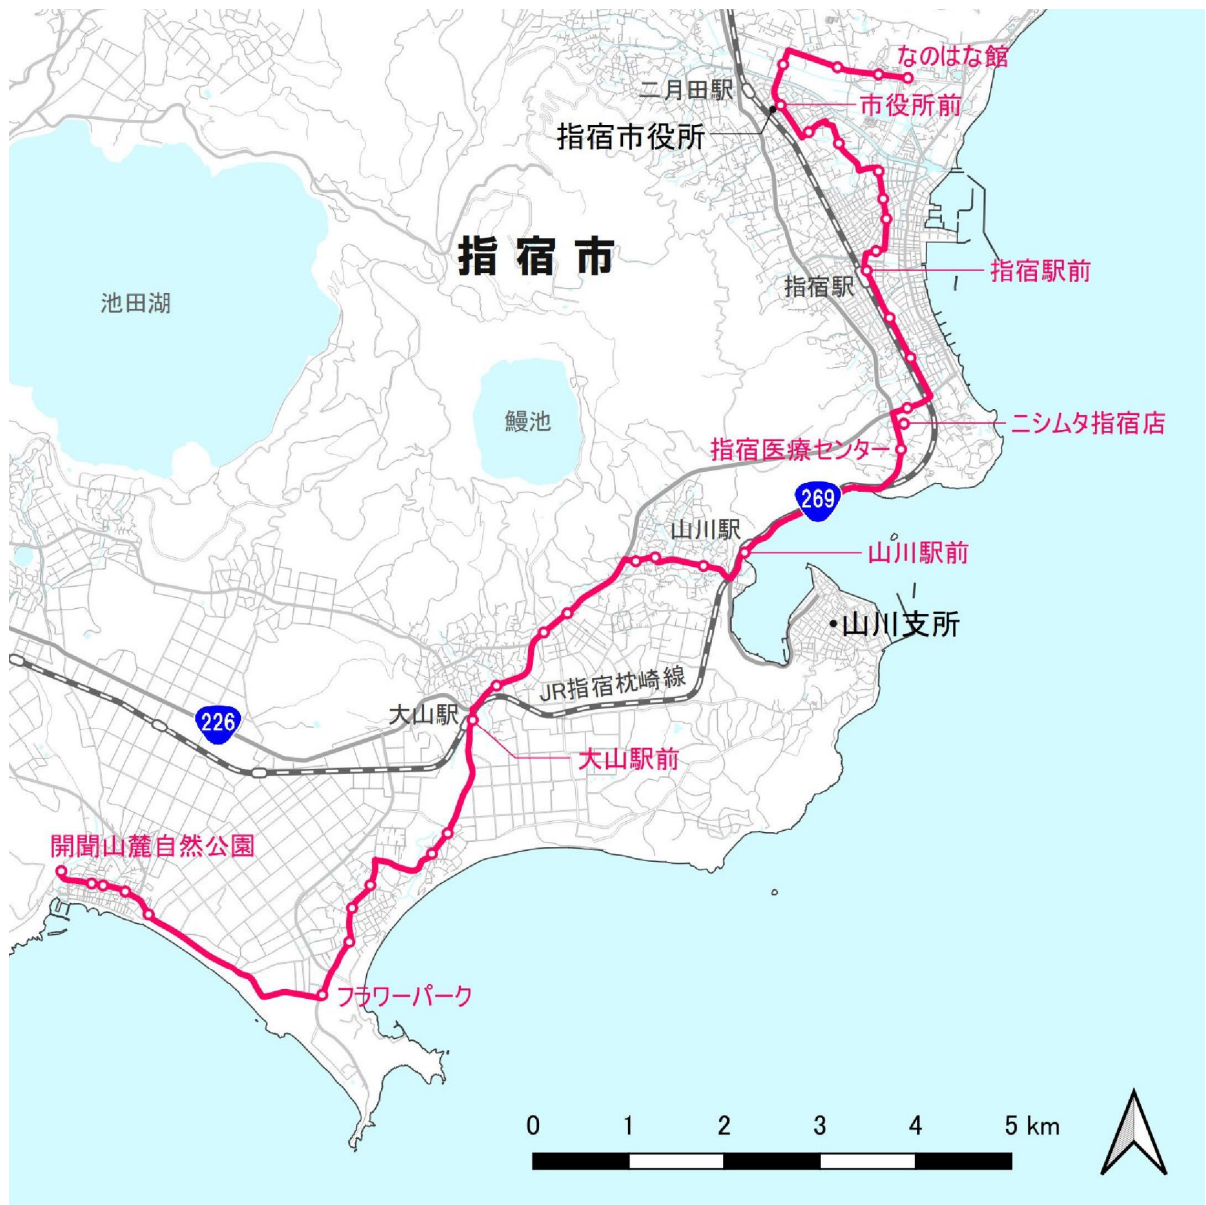 なのはな館
二月田駅
市役所前
指宿市役所
指宿市
指宿駅前
指宿駅
池田湖
鰻池
ニシムタ指宿店
指宿医療センター
269
山川駅
山川駅前
山川支所
JR指宿枕崎線
大山駅
226
大山駅前
開聞山麓自然公園
フラワーパーク
0 1 2 3 4 5 km